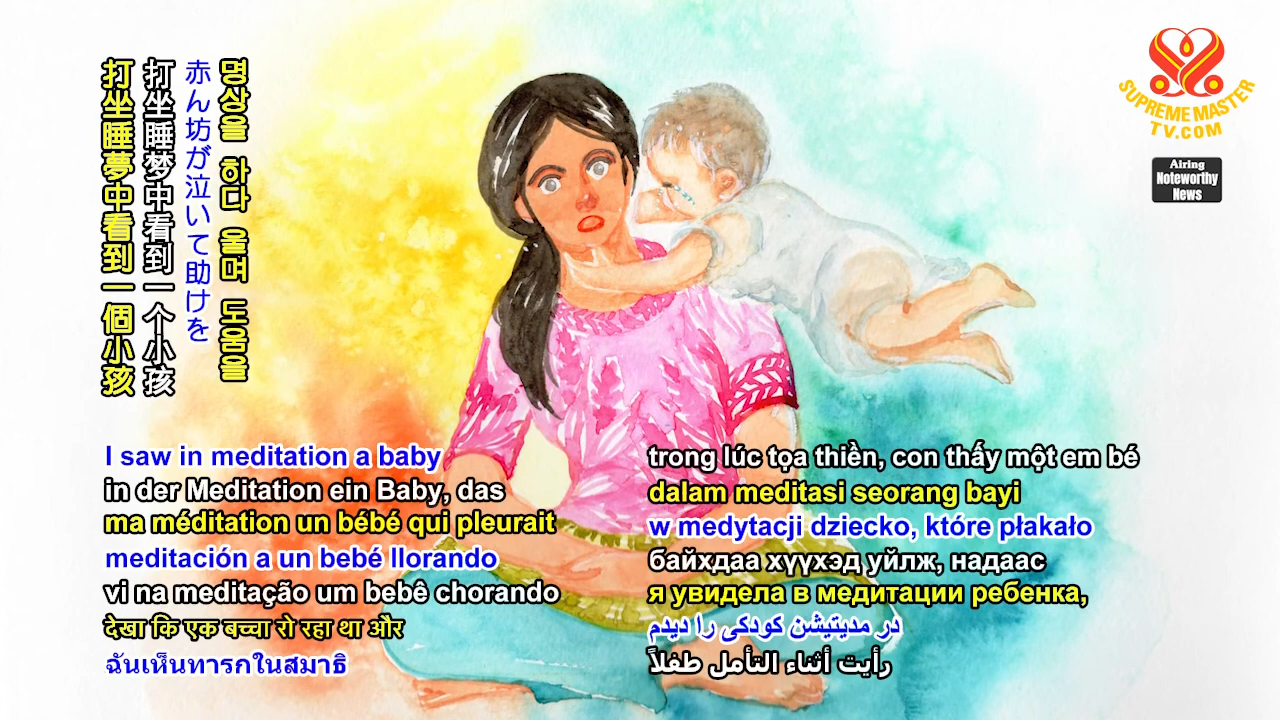 打坐睡夢中看到一個小孩
打坐睡梦中看到一个小孩
赤ん坊が泣いて助けを
명상을 하다 울며 도움을
SUPREME MASTER
TV.COM
Airing
Noteworthy
News
I saw in meditation a baby
in der Meditation ein Baby, das
ma méditation un bébé qui pleurait
meditación a un bebé llorando
vi na meditação um bebê chorando
देखा कि एक बच्चा रो रहा था और
ฉันเห็นทารกในสมาธิ
trong lúc tọa thiền, con thấy một em bé
dalam meditasi seorang bayi
w medytacji dziecko, które płakało
байхдаа хүүхэд уйлж, надаас
я увидела в медитации ребенка,
در مدیتیشن کودکی را دیدم
رأيت أثناء التأمل طفلاً